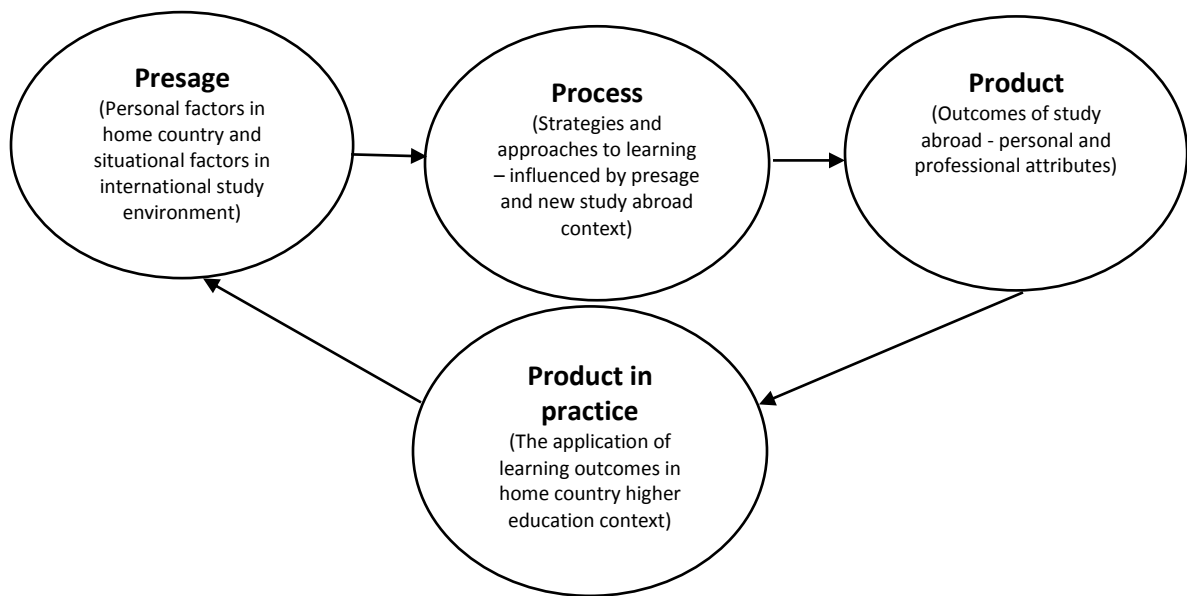 Presage
(Personal factors in
home country and
situational factors in
international study
environment)
Process
(Strategies and
approaches to learning
– influenced by presage
and new study abroad
context)
Product
(Outcomes of study
abroad - personal and
professional attributes)
Product in
practice
(The application of
learning outcomes in
home country higher
education context)